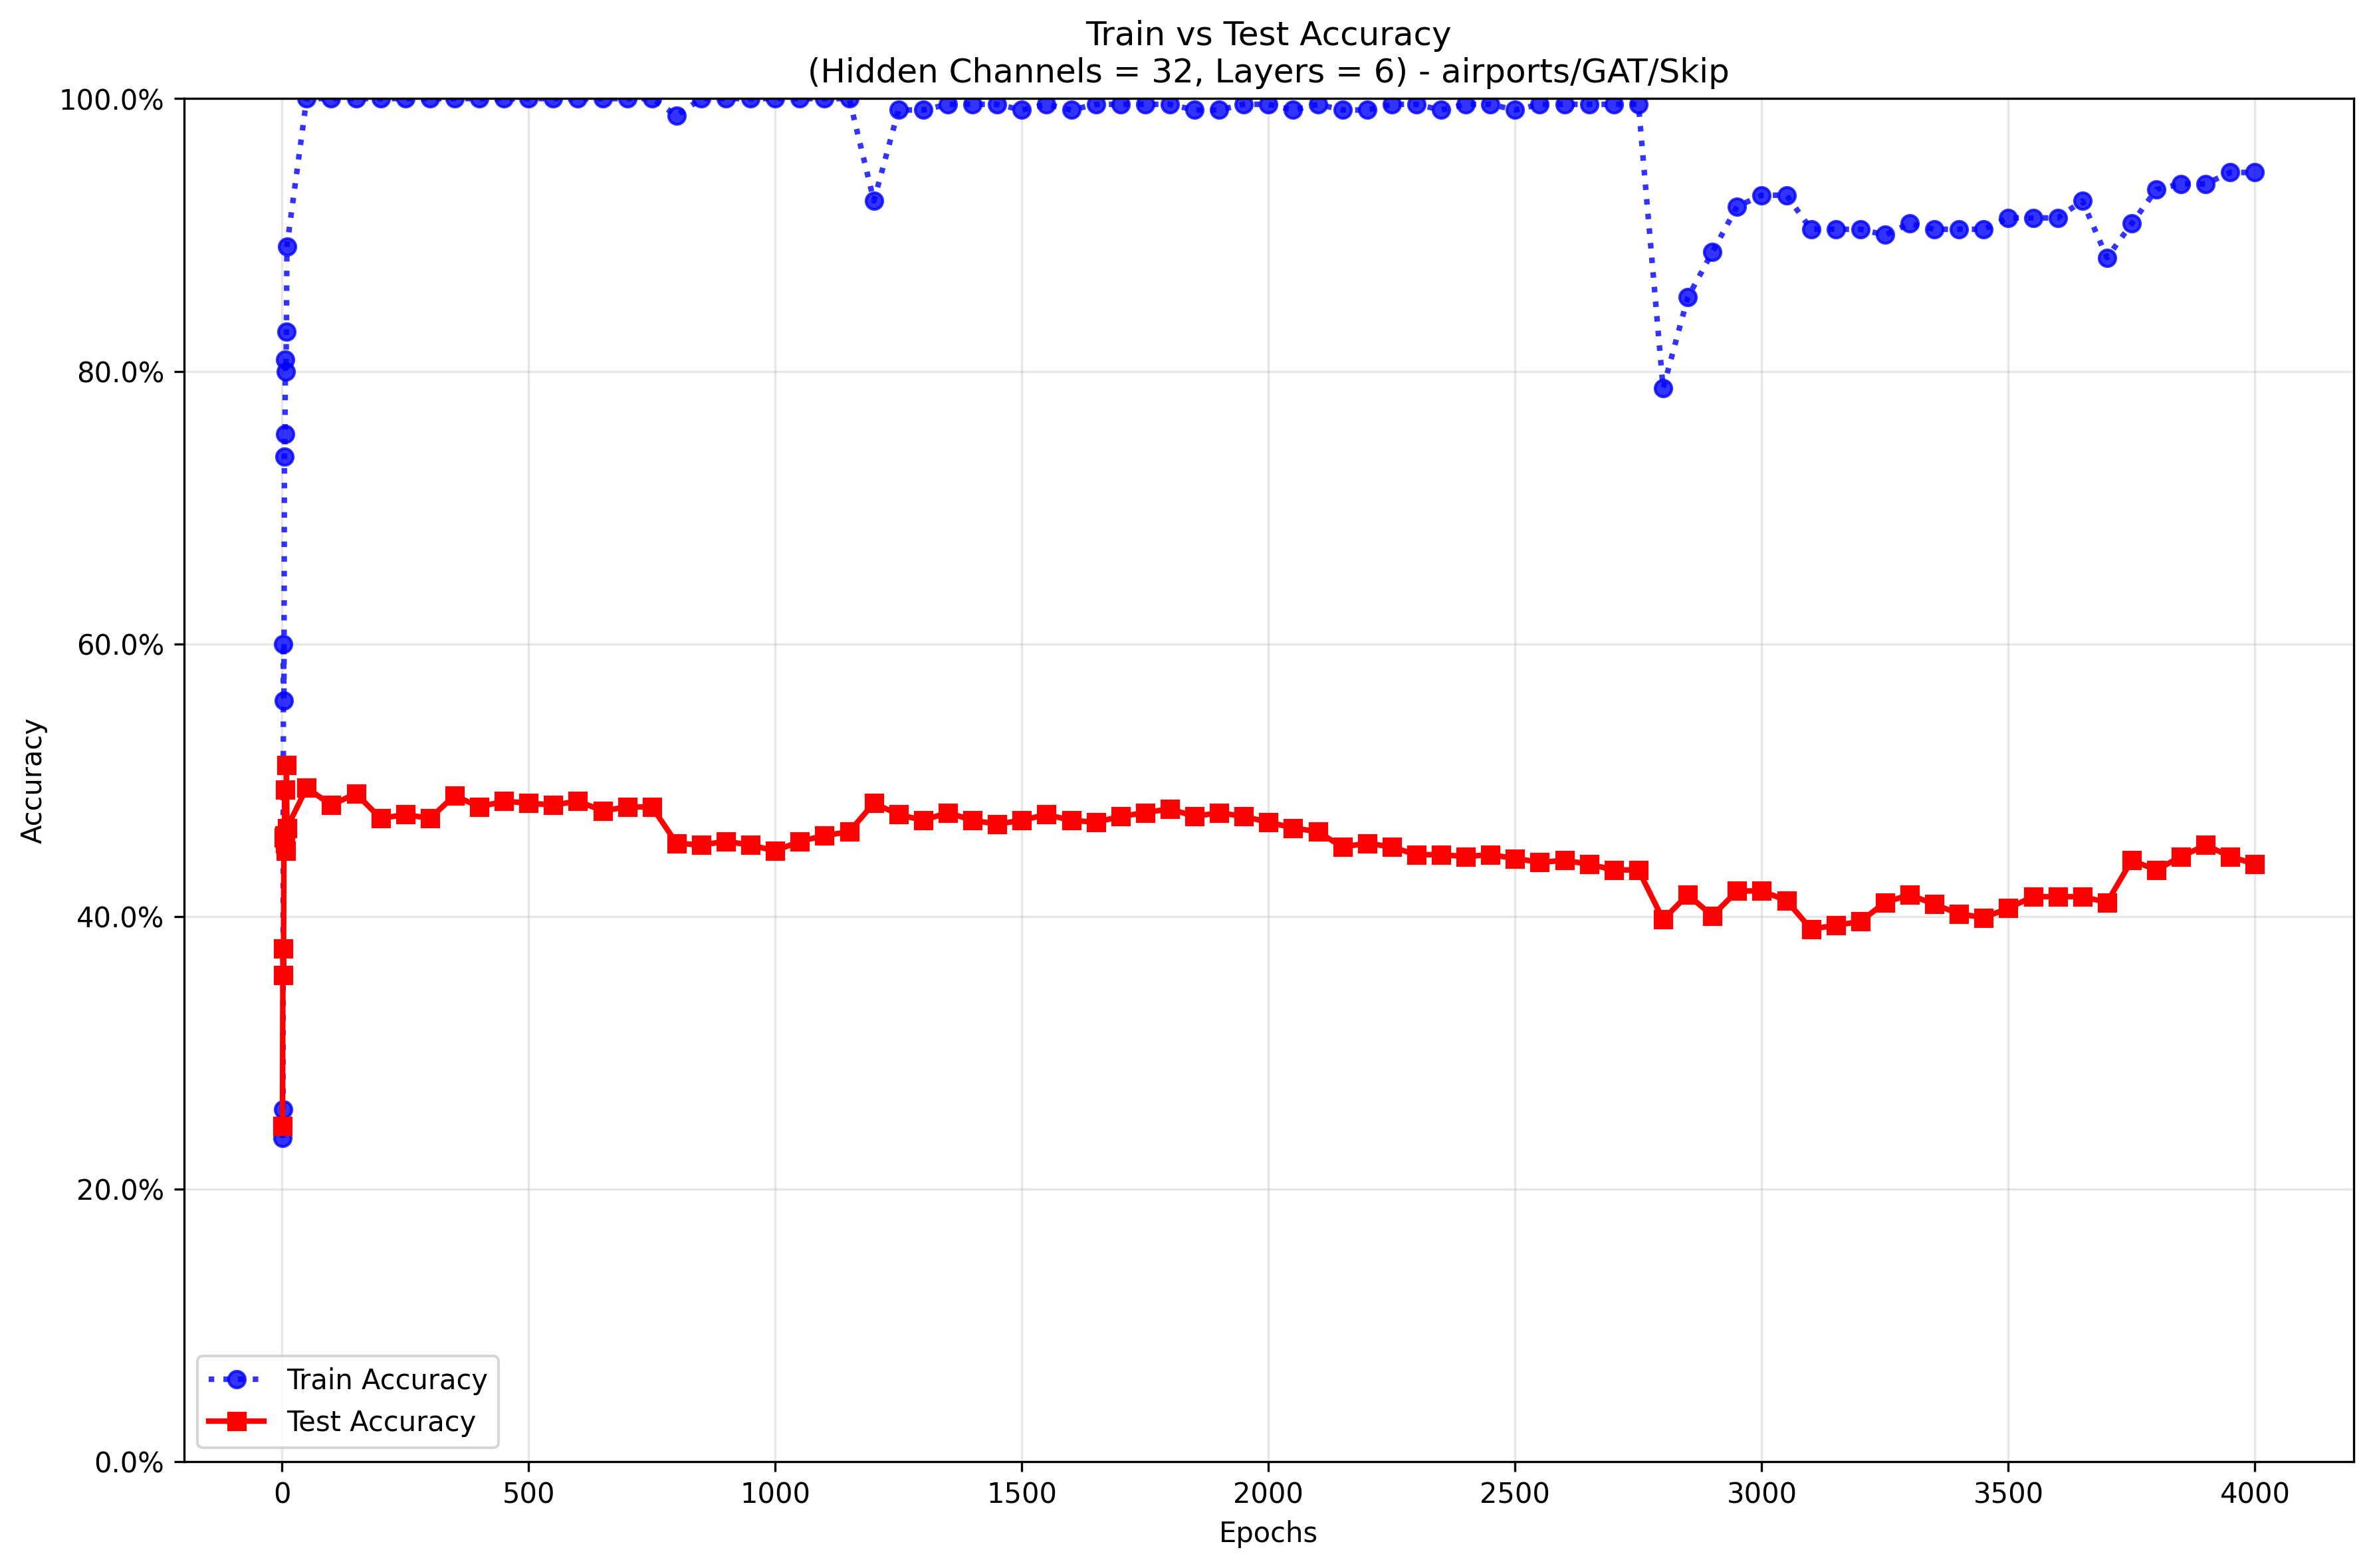 Train vs Test Accuracy
(Hidden Channels = 32, Layers = 6) - airports/GAT/Skip
100.0%
80.0%
60.0%
40.0%
20.0%
0.0%
Accuracy
Train Accuracy
Test Accuracy
0 500 1000 1500 2000 2500 3000 3500 4000
Epochs